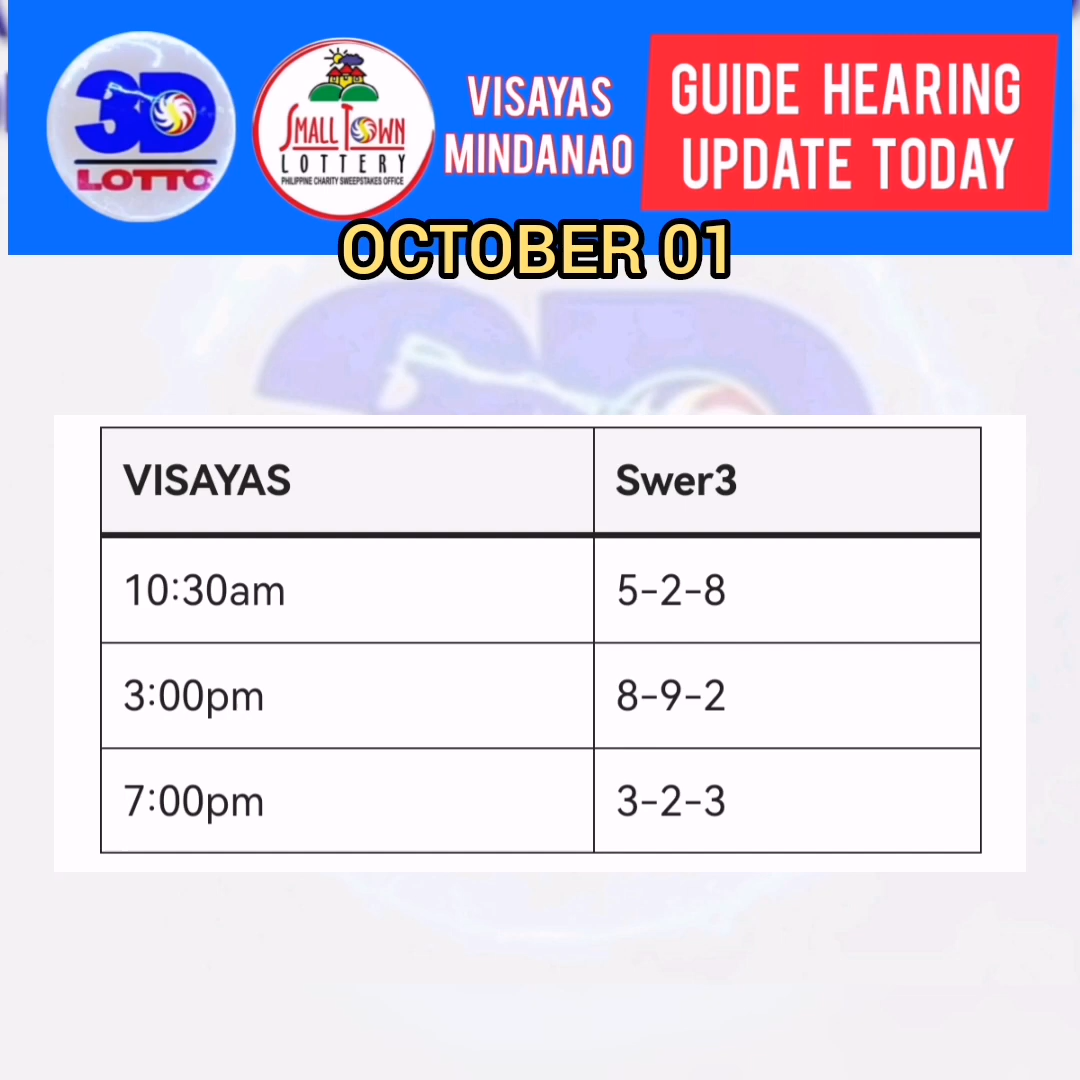 3D
LOTTO
SMALL TOWN
LOTTERY
PHILIPPINE CHARITY SWEEPSTAKES OFFICE
VISAYAS
MINDANAO
GUIDE HEARING
UPDATE TODAY
OCTOBER 01
VISAYAS Swer3
10:30am 5-2-8
3:00pm 8-9-2
7:00pm 3-2-3